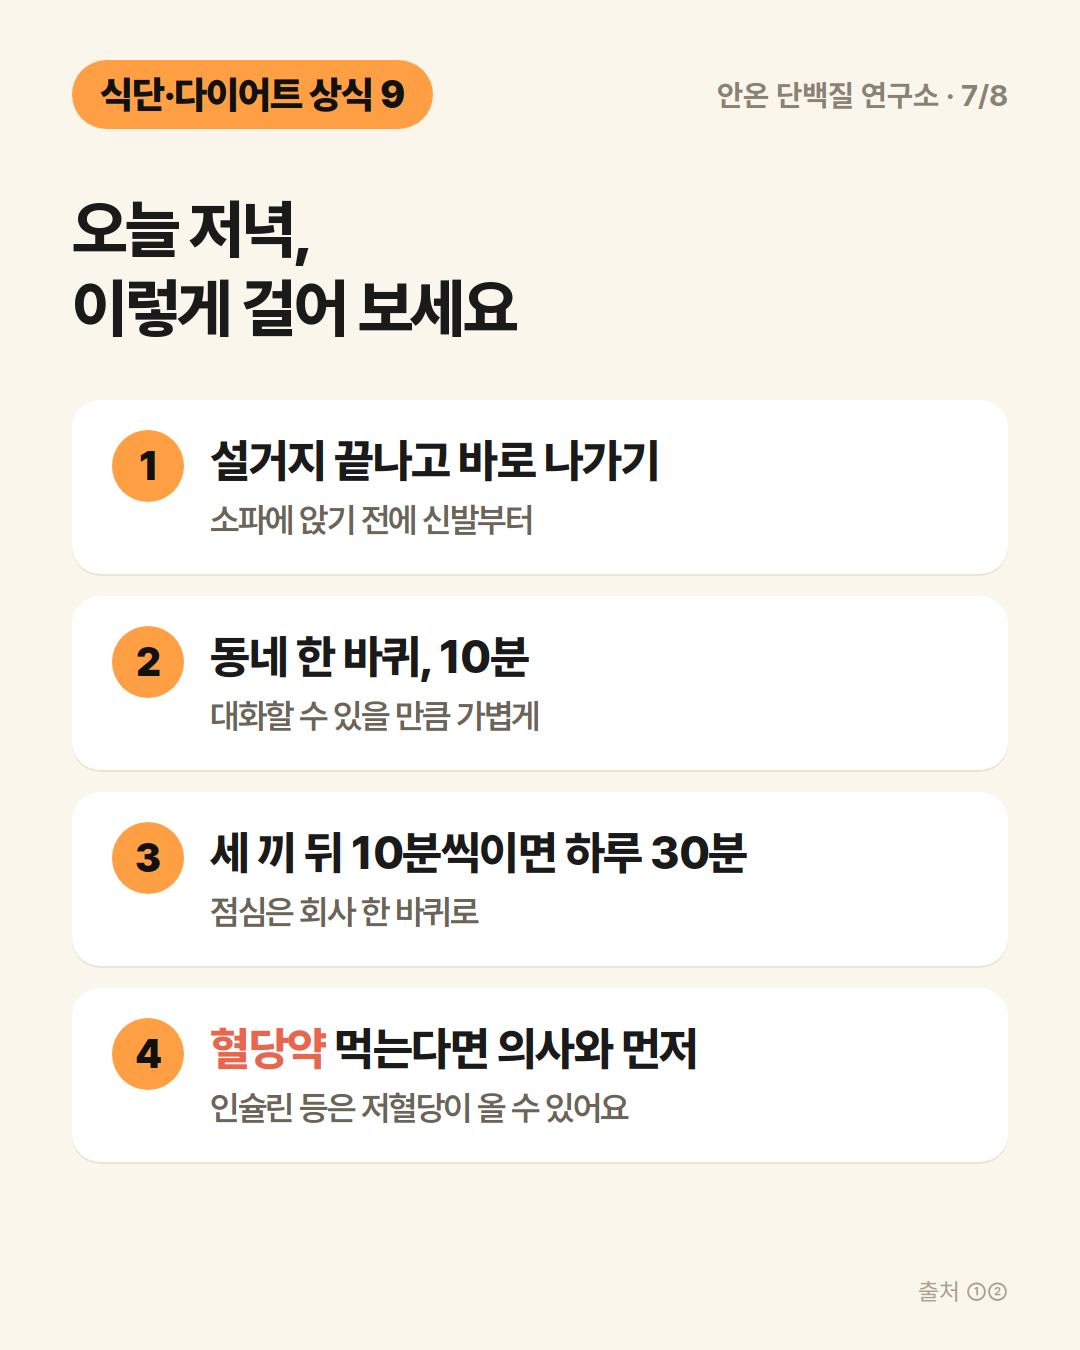 식단·다이어트 상식 9
안온 단백질 연구소 · 7/8
오늘 저녁,
이렇게 걸어 보세요
1
설거지 끝나고 바로 나가기
소파에 앉기 전에 신발부터
2
동네 한 바퀴, 10분
대화할 수 있을 만큼 가볍게
3
세 끼 뒤 10분씩이면 하루 30분
점심은 회사 한 바퀴로
4
혈당약 먹는다면 의사와 먼저
인슐린 등은 저혈당이 올 수 있어요
출처 ①②